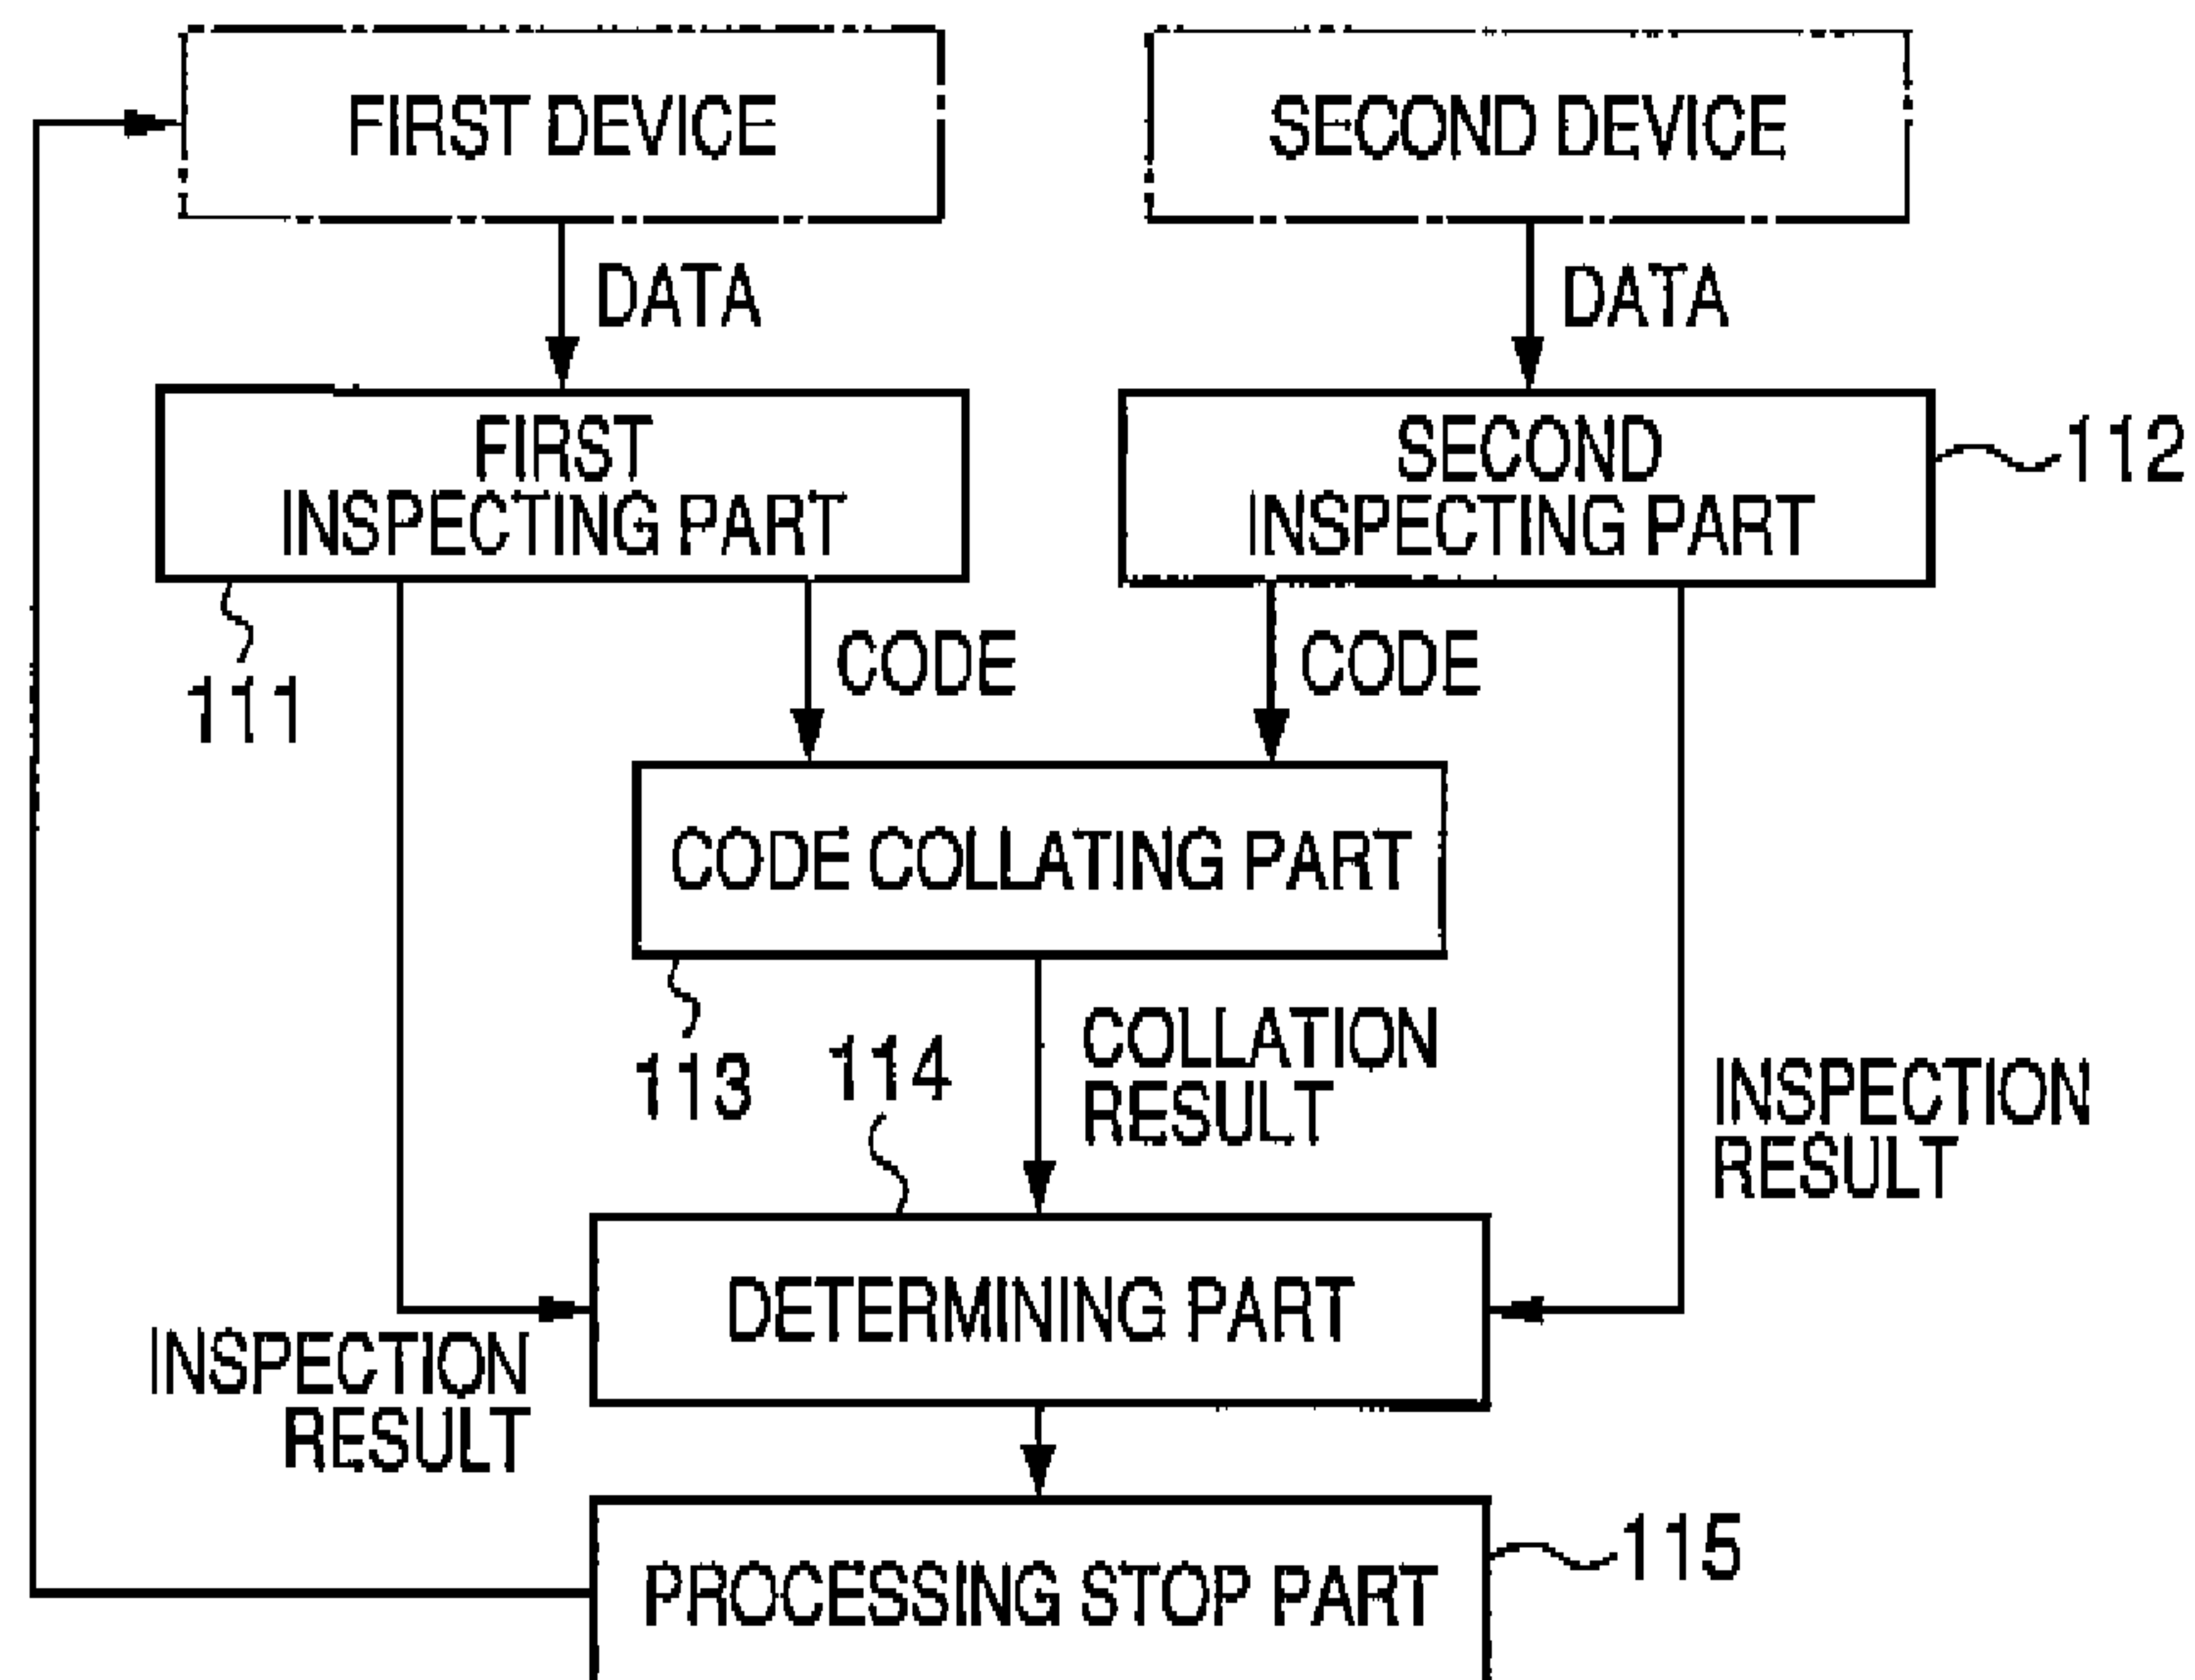 FIRST DEVICE
SECOND DEVICE
DATA
DATA
FIRST
INSPECTING PART
SECOND
INSPECTING PART
112
111
CODE
CODE
CODE COLLATING PART
113
114
COLLATION
RESULT
INSPECTION
RESULT
DETERMINING PART
INSPECTION
RESULT
PROCESSING STOP PART
115